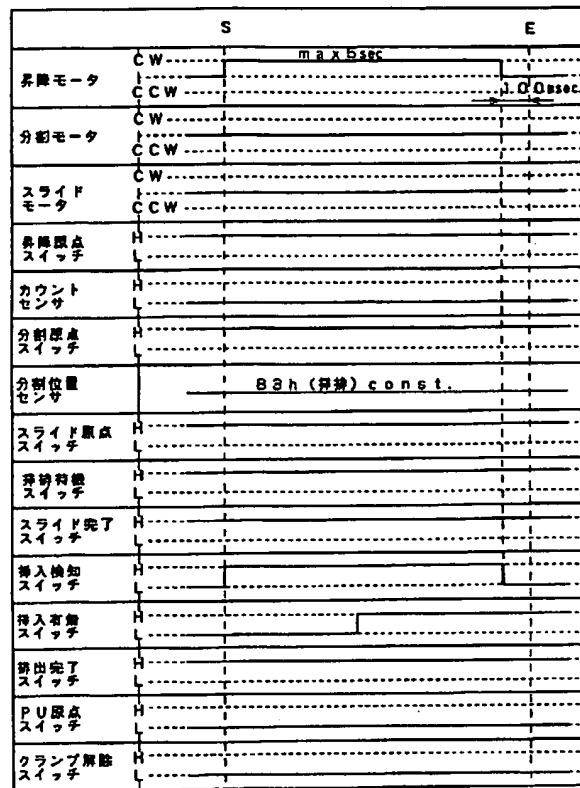 S E
昇降モータ CW
CCW
max5sec
100msec
分割モータ CW
CCW
スライド
モータ
CW
CCW
昇降原点
スイッチ
H
L
カウント
センサ
H
L
分割原点
スイッチ
H
L
分割位置
センサ
83h (挿排) const.
スライド原点
スイッチ
H
L
挿排待機
スイッチ
H
L
スライド完了
スイッチ
H
L
挿入検知
スイッチ
H
L
挿入有無
スイッチ
H
L
排出完了
スイッチ
H
L
PU原点
スイッチ
H
L
クランプ解除
スイッチ
H
L